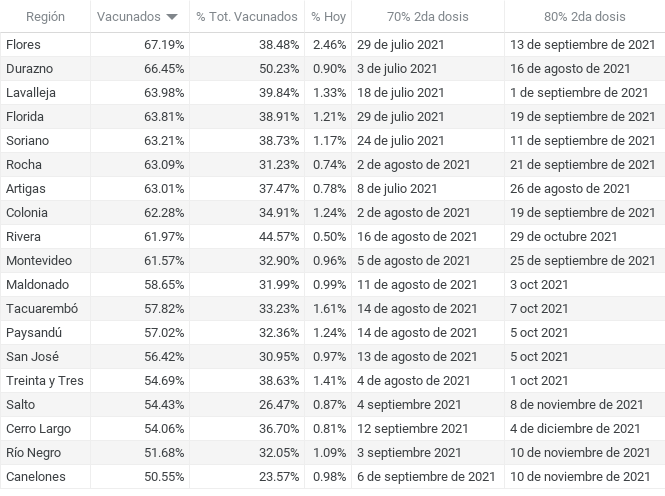 Región Vacunados % Tot. Vacunados % Hoy 70% 2da dosis 80% 2da dosis
Flores 67.19% 38.48% 2.46% 29 de julio 2021 13 de septiembre de 2021
Durazno 66.45% 50.23% 0.90% 3 de julio 2021 16 de agosto de 2021
Lavalleja 63.98% 39.84% 1.33% 18 de julio 2021 1 de septiembre de 2021
Florida 63.81% 38.91% 1.21% 29 de julio 2021 19 de septiembre de 2021
Soriano 63.21% 38.73% 1.17% 24 de julio 2021 11 de septiembre de 2021
Rocha 63.09% 31.23% 0.74% 2 de agosto de 2021 21 de septiembre de 2021
Artigas 63.01% 37.47% 0.78% 8 de julio 2021 26 de agosto de 2021
Colonia 62.28% 34.91% 1.24% 2 de agosto de 2021 19 de septiembre de 2021
Rivera 61.97% 44.57% 0.50% 16 de agosto de 2021 29 de octubre 2021
Montevideo 61.57% 32.90% 0.96% 5 de agosto de 2021 25 de septiembre de 2021
Maldonado 58.65% 31.99% 0.99% 11 de agosto de 2021 3 oct 2021
Tacuarembó 57.82% 33.23% 1.61% 14 de agosto de 2021 7 oct 2021
Paysandú 57.02% 32.36% 1.24% 14 de agosto de 2021 5 oct 2021
San José 56.42% 30.95% 0.97% 13 de agosto de 2021 5 oct 2021
Treinta y Tres 54.69% 38.63% 1.41% 4 de agosto de 2021 1 oct 2021
Salto 54.43% 26.47% 0.87% 4 septiembre 2021 8 de noviembre de 2021
Cerro Largo 54.06% 36.70% 0.81% 12 septiembre 2021 4 de diciembre de 2021
Río Negro 51.68% 32.05% 1.09% 3 septiembre 2021 10 de noviembre de 2021
Canelones 50.55% 23.57% 0.98% 6 de septiembre de 2021 10 de noviembre de 2021